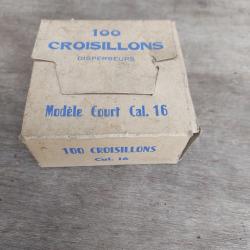 100
CROISILLONS
DISPERSEURS
Modèle Court Cal. 16
100 CROISILLONS
Cal. 16